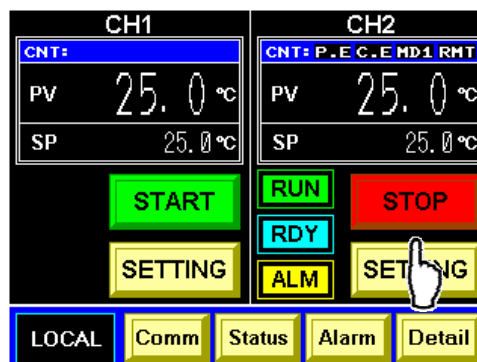 CH1
CNT:
PV 25.0 ℃
SP 25.0℃
START
SETTING
CH2
CNT: P.E C.E MD1 RMT
PV 25.0 ℃
SP 25.0℃
RUN
RDY
ALM
STOP
LOCAL Comm Status Alarm Detail